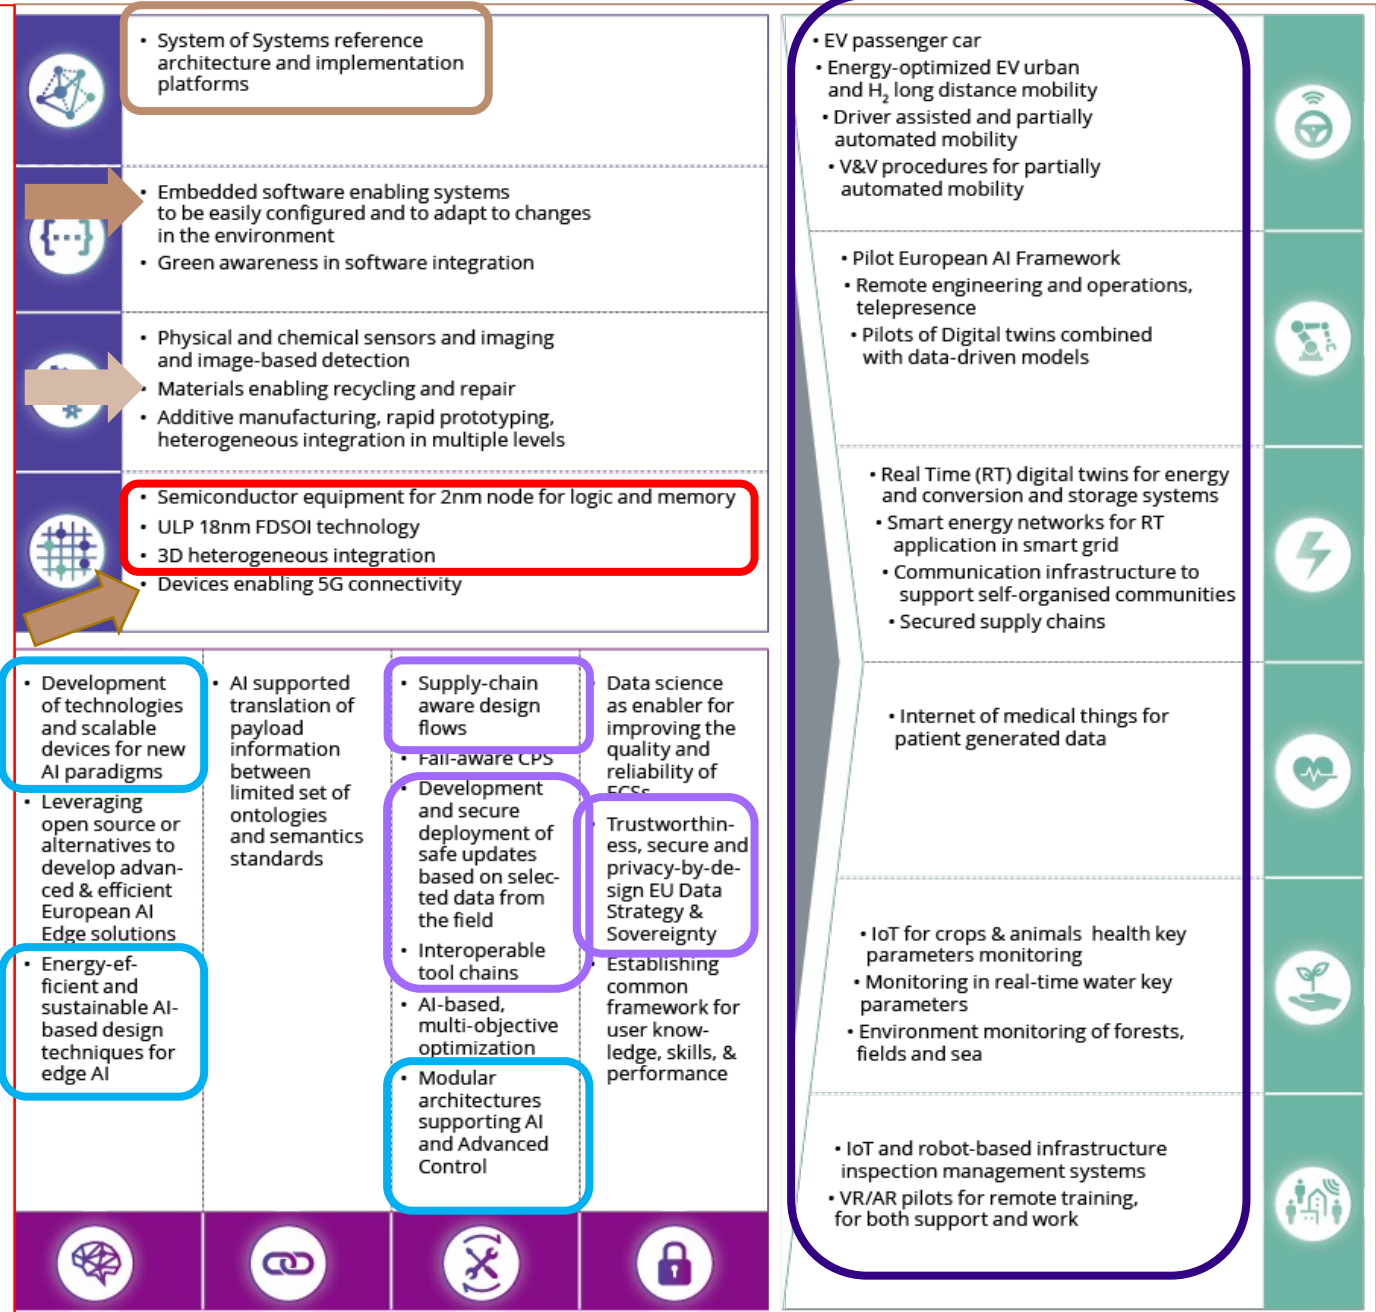 • System of Systems reference
architecture and implementation
platforms
• Embedded software enabling systems
to be easily configured and to adapt to changes
in the environment
• Green awareness in software integration
• Physical and chemical sensors and imaging
and image-based detection
• Materials enabling recycling and repair
• Additive manufacturing, rapid prototyping,
heterogeneous integration in multiple levels
• Semiconductor equipment for 2nm node for logic and memory
• ULP 18nm FDSOI technology
• 3D heterogeneous integration
• Devices enabling 5G connectivity
• Development
of technologies
and scalable
devices for new
AI paradigms
• Leveraging
open source or
alternatives to
develop advan-
ced & efficient
European AI
Edge solutions
• Energy-ef-
ficient and
sustainable AI-
based design
techniques for
edge AI
• AI supported
translation of
payload
information
between
limited set of
ontologies
and semantics
standards
• Supply-chain
aware design
flows
• Fail-aware CPS
• Development
and secure
deployment of
safe updates
based on selec-
ted data from
the field
• Interoperable
tool chains
• AI-based,
multi-objective
optimization
• Modular
architectures
supporting AI
and Advanced
Control
Data science
as enabler for
improving the
quality and
reliability of
ECSs
Trustworthin-
ess, secure and
privacy-by-de-
sign EU Data
Strategy &
Sovereignty
• Establishing
common
framework for
user know-
ledge, skills, &
performance
• EV passenger car
• Energy-optimized EV urban
and H2 long distance mobility
• Driver assisted and partially
automated mobility
• V&V procedures for partially
automated mobility
• Pilot European AI Framework
• Remote engineering and operations,
telepresence
• Pilots of Digital twins combined
with data-driven models
• Real Time (RT) digital twins for energy
and conversion and storage systems
• Smart energy networks for RT
application in smart grid
• Communication infrastructure to
support self-organised communities
• Secured supply chains
• Internet of medical things for
patient generated data
• IoT for crops & animals health key
parameters monitoring
• Monitoring in real-time water key
parameters
• Environment monitoring of forests,
fields and sea
• IoT and robot-based infrastructure
inspection management systems
• VR/AR pilots for remote training,
for both support and work